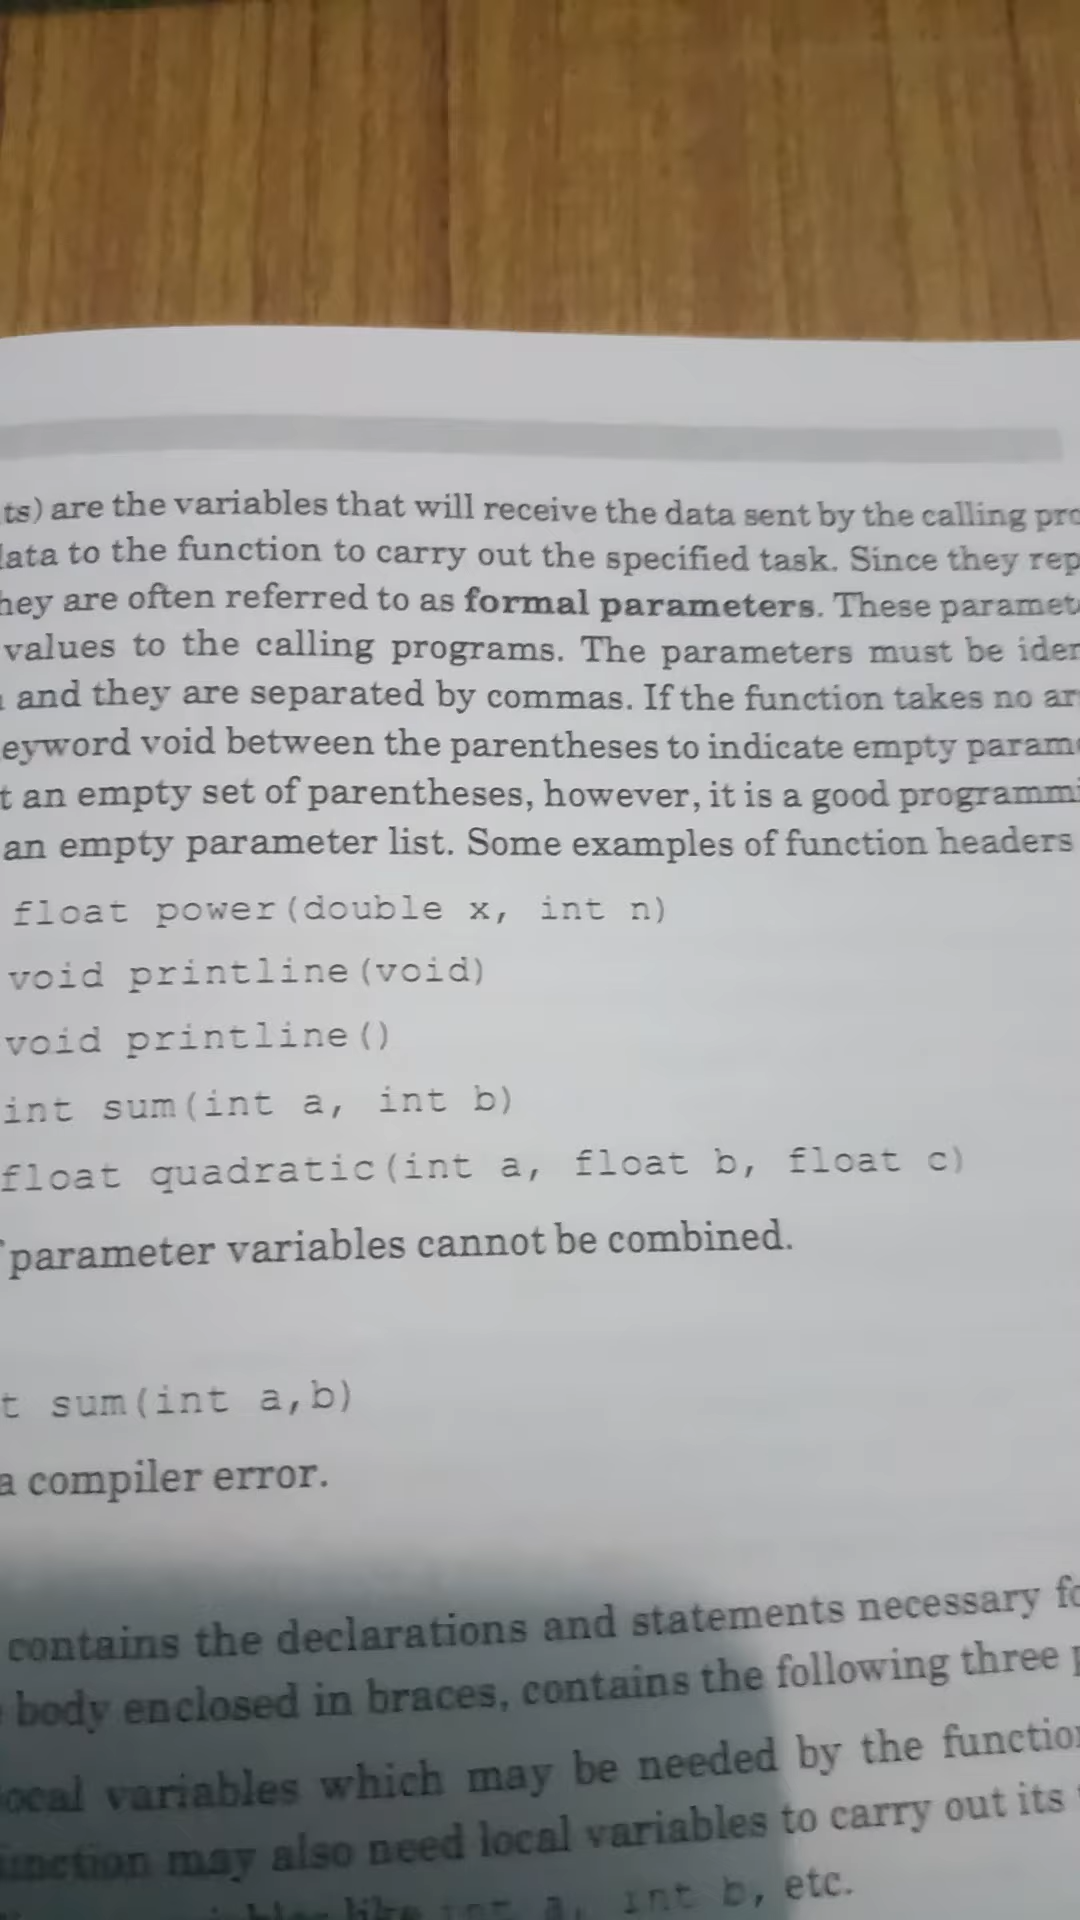 ts) are the variables that will receive the data sent by the calling pro
data to the function to carry out the specified task. Since they rep
hey are often referred to as formal parameters. These paramet
values to the calling programs. The parameters must be iden
and they are separated by commas. If the function takes no ar
eyword void between the parentheses to indicate empty param
t an empty set of parentheses, however, it is a good programmi
an empty parameter list. Some examples of function headers
float power(double x, int n)
void printline(void)
void printline()
int sum(int a, int b)
float quadratic(int a, float b, float c)
parameter variables cannot be combined.
t sum(int a,b)
a compiler error.
contains the declarations and statements necessary fo
body enclosed in braces, contains the following three p
ocal variables which may be needed by the function
unction may also need local variables to carry out its
like int a, int b, etc.